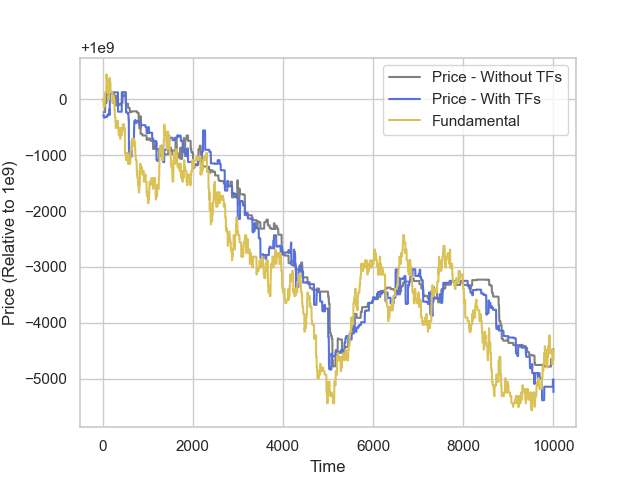 +1e9
Price - Without TFs
Price - With TFs
Fundamental
0
−1000
−2000
−3000
−4000
−5000
Price (Relative to 1e9)
0 2000 4000 6000 8000 10000
Time